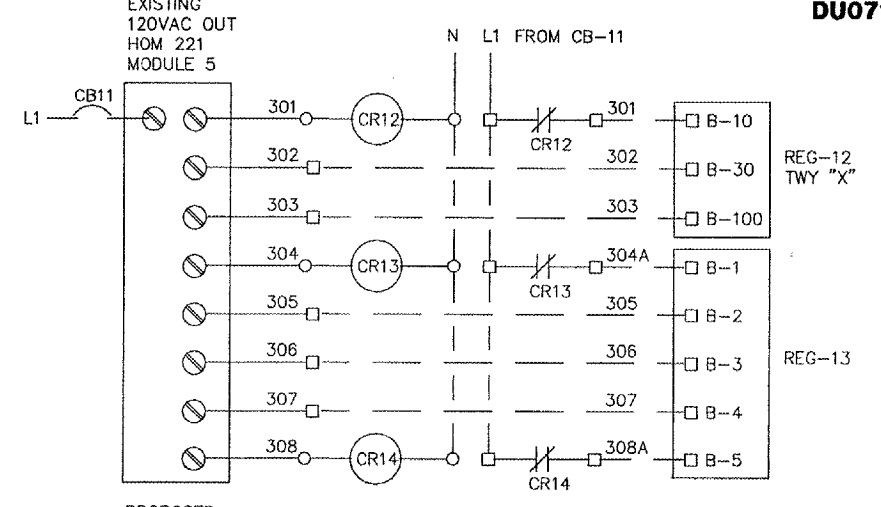 EXISTING
120VAC OUT
HOM 221
MODULE 5
DU07
N L1 FROM CB-11
L1 CB11
301 CR12 CR12 301 B-10
302 302 B-30
303 303 B-100
REG-12
TWY "X"
304 CR13 CR13 304A B-1
305 305 B-2
306 306 B-3
REG-13
307 307 B-4
308 CR14 CR14 308A B-5